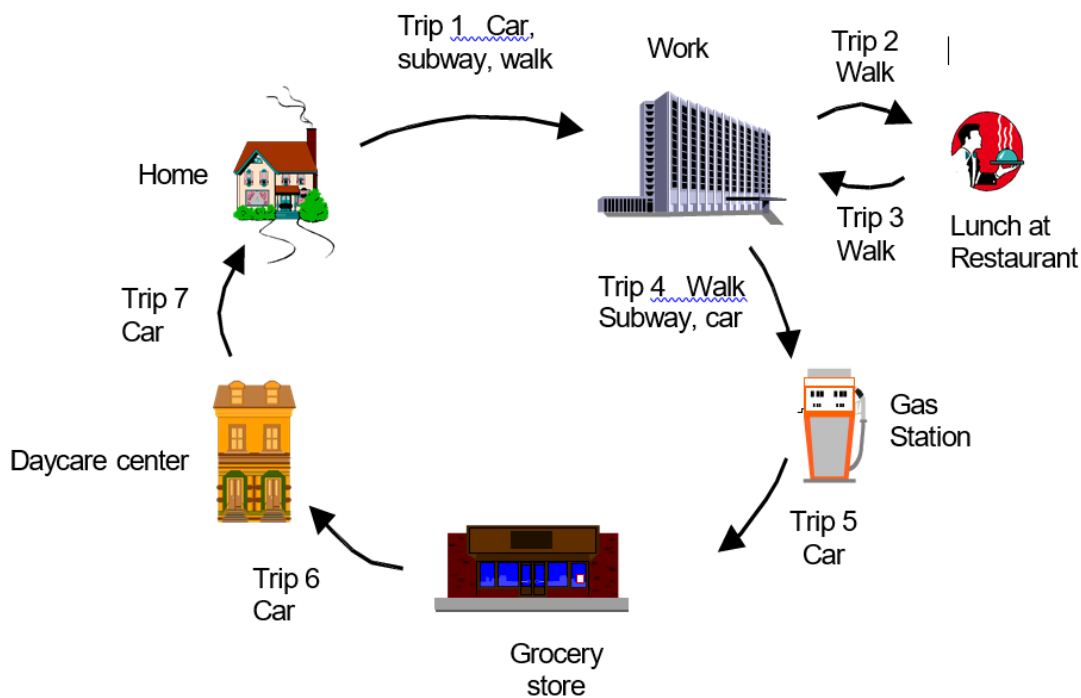 Trip 1 Car,
subway, walk
Work
Trip 2
Walk
Home
Trip 3
Walk
Lunch at
Restaurant
Trip 4 Walk
Subway, car
Trip 7
Car
Gas
Station
Daycare center
Trip 5
Car
Trip 6
Car
Grocery
store